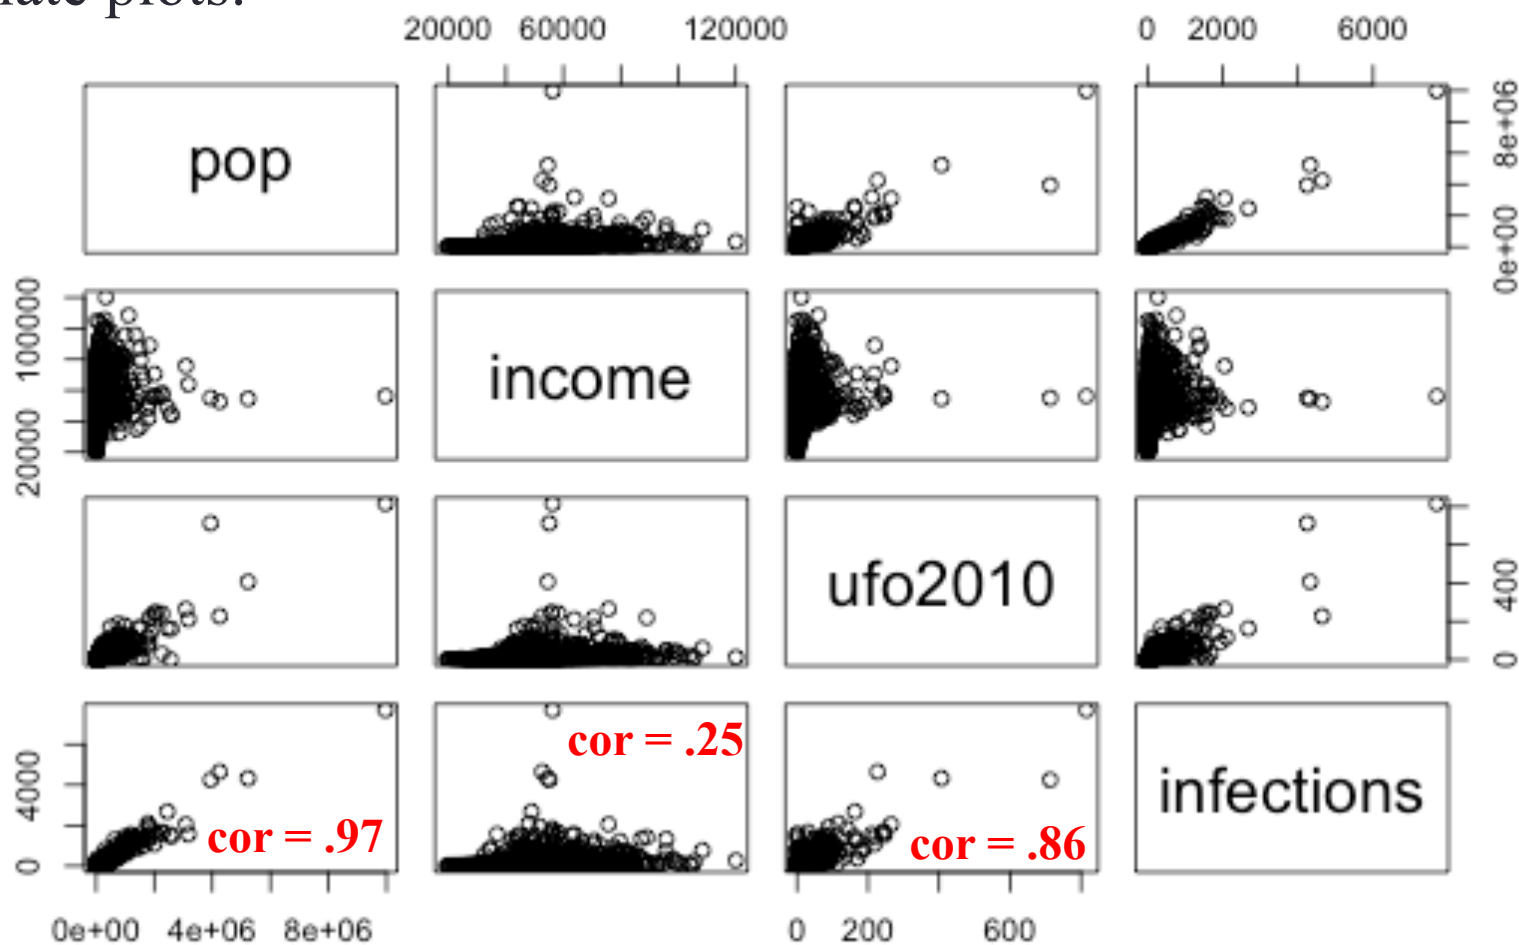 20000 60000 120000 0 2000 6000
pop
0e+00 8e+06
20000 100000
income
ufo2010
0 400
0 4000
cor = .97
cor = .25
cor = .86
infections
0e+00 4e+06 8e+06 0 200 600